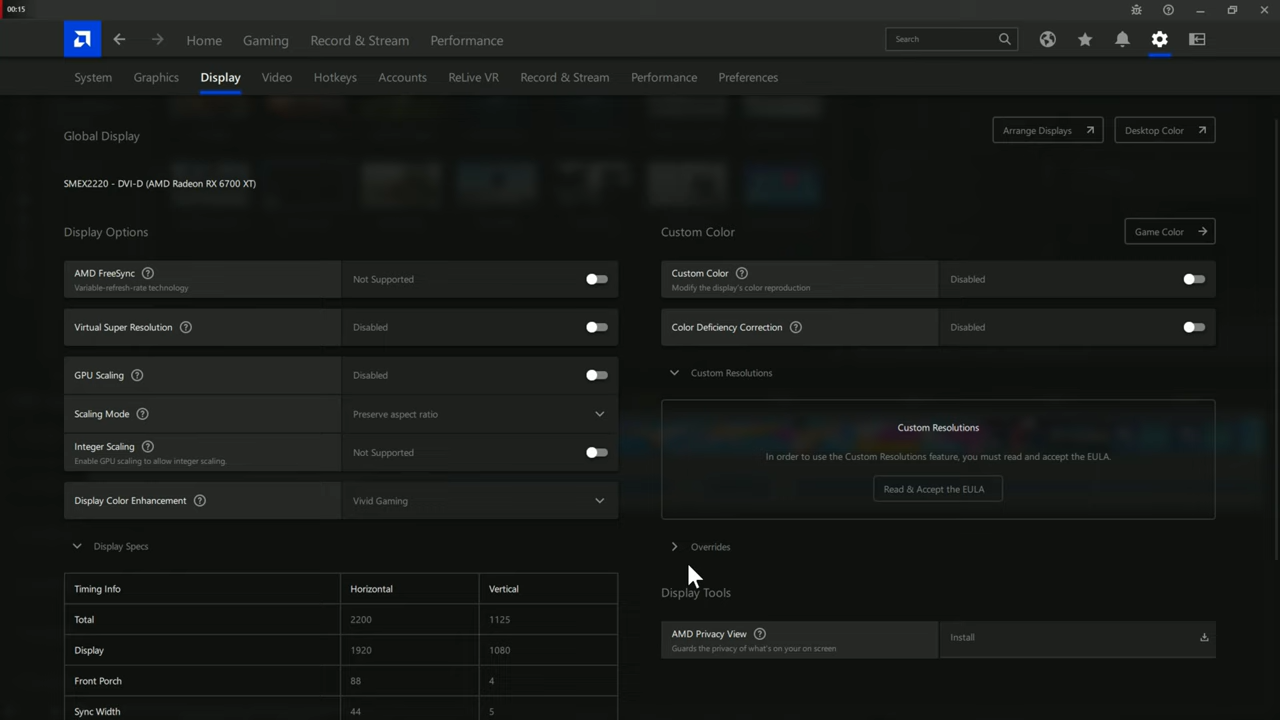 00:15
Home Gaming Record & Stream Performance
Search
System Graphics Display Video Hotkeys Accounts ReLive VR Record & Stream Performance Preferences
Global Display
Arrange Displays
Desktop Color
SMEX2220 - DVI-D (AMD Radeon RX 6700 XT)
Display Options
AMD FreeSync
Variable-refresh-rate technology
Not Supported
Virtual Super Resolution
Disabled
GPU Scaling
Disabled
Scaling Mode
Preserve aspect ratio
Integer Scaling
Enable GPU scaling to allow integer scaling.
Not Supported
Display Color Enhancement
Vivid Gaming
Display Specs
Timing Info Horizontal Vertical
Total 2200 1125
Display 1920 1080
Front Porch 88 4
Sync Width 44 5
Custom Color
Game Color
Custom Color
Modify the display's color reproduction
Disabled
Color Deficiency Correction
Disabled
Custom Resolutions
Custom Resolutions
In order to use the Custom Resolutions feature, you must read and accept the EULA.
Read & Accept the EULA
Overrides
Display Tools
AMD Privacy View
Guards the privacy of what's on your on screen
Install